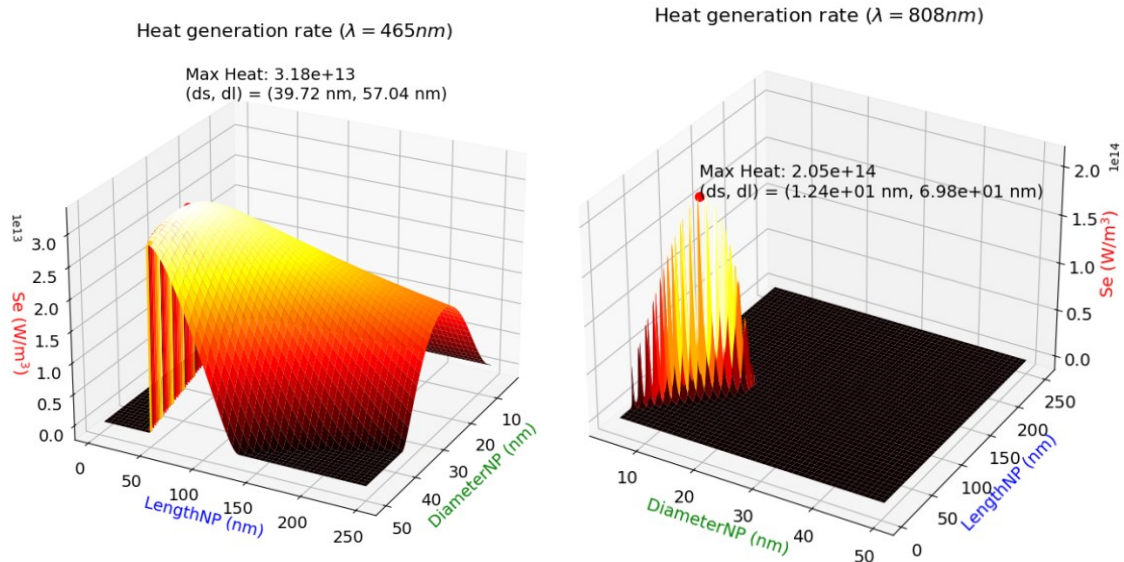 Heat generation rate (λ = 465nm)
Max Heat: 3.18e+13
(ds, dl) = (39.72 nm, 57.04 nm)
1e13
3.0
2.5
2.0
1.5
1.0
0.5
0.0
Se (W/m³)
0
50
100
150
200
250
LengthNP (nm)
10
20
30
40
50
DiameterNP (nm)
Heat generation rate (λ = 808nm)
Max Heat: 2.05e+14
(ds, dl) = (1.24e+01 nm, 6.98e+01 nm)
1e14
2.0
1.5
1.0
0.5
0.0
Se (W/m³)
10
20
30
40
50
DiameterNP (nm)
250
200
150
100
50
0
LengthNP (nm)